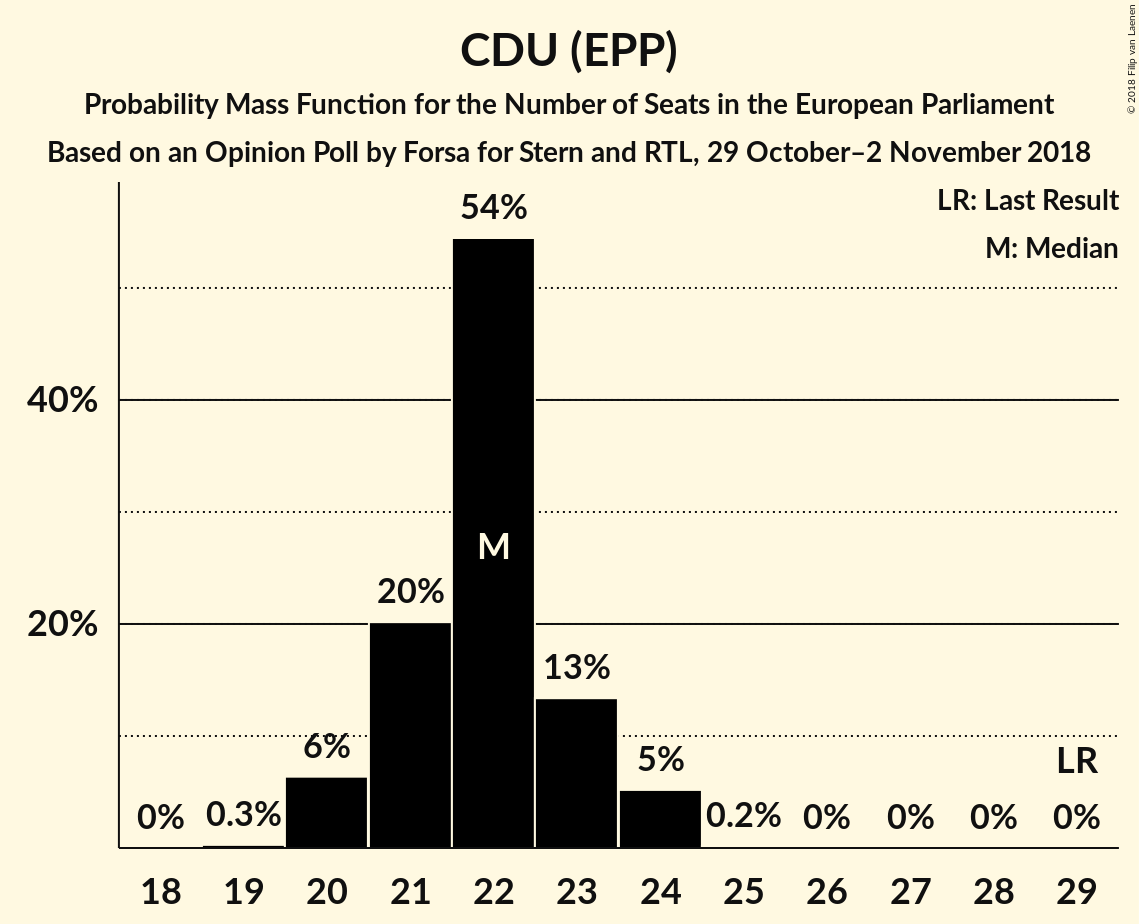 CDU (EPP)
Probability Mass Function for the Number of Seats in the European Parliament
Based on an Opinion Poll by Forsa for Stern and RTL, 29 October–2 November 2018
© 2018 Filip van Laenen
LR: Last Result
M: Median
54%
40%
M
20%
20%
13%
6%
5%
LR
0%
0.3%
0.2%
0%
0%
0%
0%
18 19 20 21 22 23 24 25 26 27 28 29